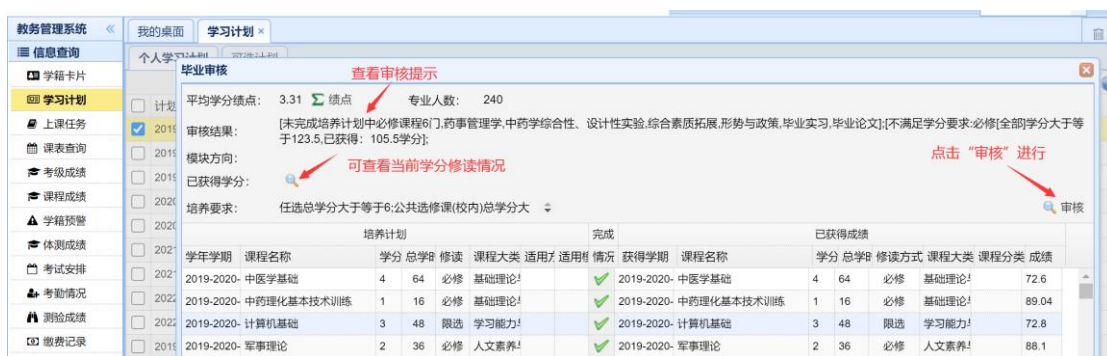 教务管理系统 《 我的桌面 学习计划 ×
信息查询 个人学习计划 可选计划
学籍卡片 毕业审核 查看审核提示
学习计划 计划 平均学分绩点: 3.31 Σ 绩点 专业人数: 240
上课任务 2019 审核结果: [未完成培养计划中必修课程6门,药事管理学,中药学综合性、设计性实验,综合素质拓展,形势与政策,毕业实习,毕业论文];[不满足学分要求:必修[全部]学分大于等
于123.5,已获得：105.5学分];
课表查询 2019 模块方向: 可查看当前学分修读情况 点击“审核”进行
考级成绩 2019 已获得学分:
课程成绩 2020 培养要求: 任选总学分大于等于6;公共选修课(校内)总学分大 审核
学籍预警 2020 培养计划 完成 已获得成绩
体测成绩 2021 学年学期 课程名称 学分 总学时 修读 课程大类 适用方 适用 情况 获得学期 课程名称 学分 总学时 修读方式 课程大类 课程分类 成绩
考试安排 2021 2019-2020- 中医学基础 4 64 必修 基础理论 2019-2020- 中医学基础 4 64 必修 基础理论 72.6
考勤情况 2022 2019-2020- 中药理化基本技术训练 1 16 必修 基础理论 2019-2020- 中药理化基本技术训练 1 16 必修 基础理论 89.04
测验成绩 2022 2019-2020- 计算机基础 3 48 限选 学习能力 2019-2020- 计算机基础 3 48 限选 学习能力 72.8
缴费记录 2019 2019-2020- 军事理论 2 36 必修 人文素养 2019-2020- 军事理论 2 36 必修 人文素养 88.1